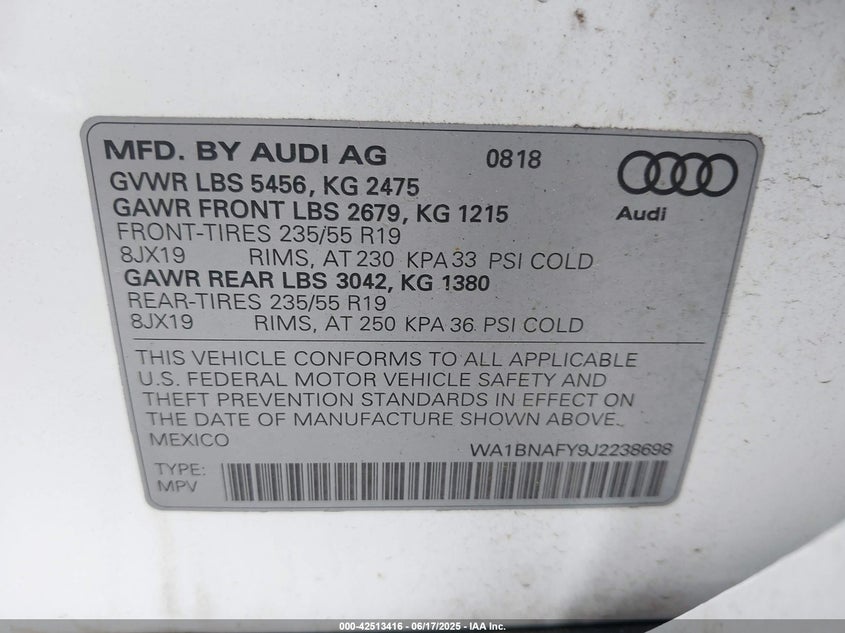 MFD. BY AUDI AG 0818
GVWR LBS 5456, KG 2475
GAWR FRONT LBS 2679, KG 1215
Audi
FRONT-TIRES 235/55 R19
8JX19 RIMS, AT 230 KPA 33 PSI COLD
GAWR REAR LBS 3042, KG 1380
REAR-TIRES 235/55 R19
8JX19 RIMS, AT 250 KPA 36 PSI COLD
THIS VEHICLE CONFORMS TO ALL APPLICABLE
U.S. FEDERAL MOTOR VEHICLE SAFETY AND
THEFT PREVENTION STANDARDS IN EFFECT ON
THE DATE OF MANUFACTURE SHOWN ABOVE.
MEXICO
WA1BNAFY9J2238698
TYPE:
MPV
000-42513416 - 06/17/2025 - IAA Inc.